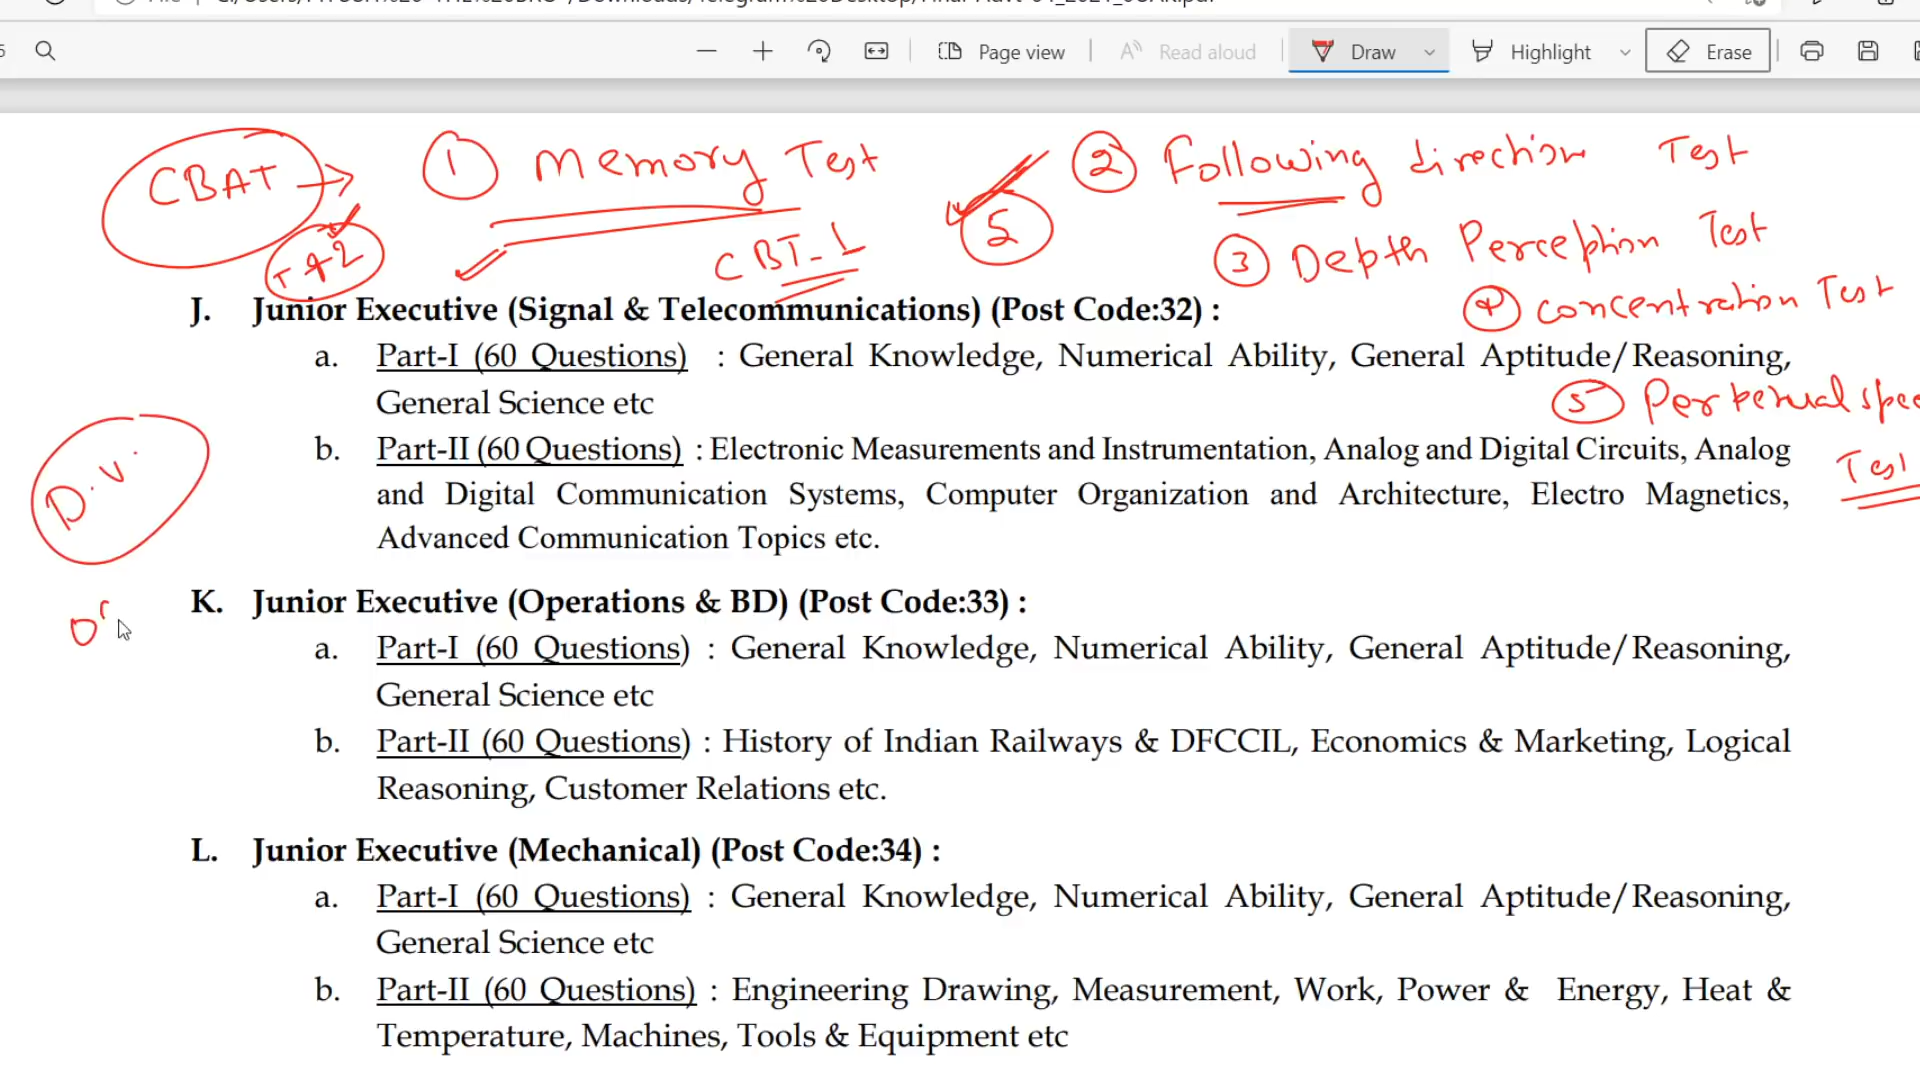 Page view
Read aloud
Draw
Highlight
Erase
CBAT → ① Memory Test
② Following direction Test
5
+2
CBT-1
③ Depth Perception Test
④ concentration Test
J. Junior Executive (Signal & Telecommunications) (Post Code:32) :
a. Part-I (60 Questions) : General Knowledge, Numerical Ability, General Aptitude/Reasoning,
General Science etc
⑤
Test
b. Part-II (60 Questions) : Electronic Measurements and Instrumentation, Analog and Digital Circuits, Analog
and Digital Communication Systems, Computer Organization and Architecture, Electro Magnetics,
Advanced Communication Topics etc.
D.V.
K. Junior Executive (Operations & BD) (Post Code:33) :
a. Part-I (60 Questions) : General Knowledge, Numerical Ability, General Aptitude/Reasoning,
General Science etc
b. Part-II (60 Questions) : History of Indian Railways & DFCCIL, Economics & Marketing, Logical
Reasoning, Customer Relations etc.
L. Junior Executive (Mechanical) (Post Code:34) :
a. Part-I (60 Questions) : General Knowledge, Numerical Ability, General Aptitude/Reasoning,
General Science etc
b. Part-II (60 Questions) : Engineering Drawing, Measurement, Work, Power & Energy, Heat &
Temperature, Machines, Tools & Equipment etc